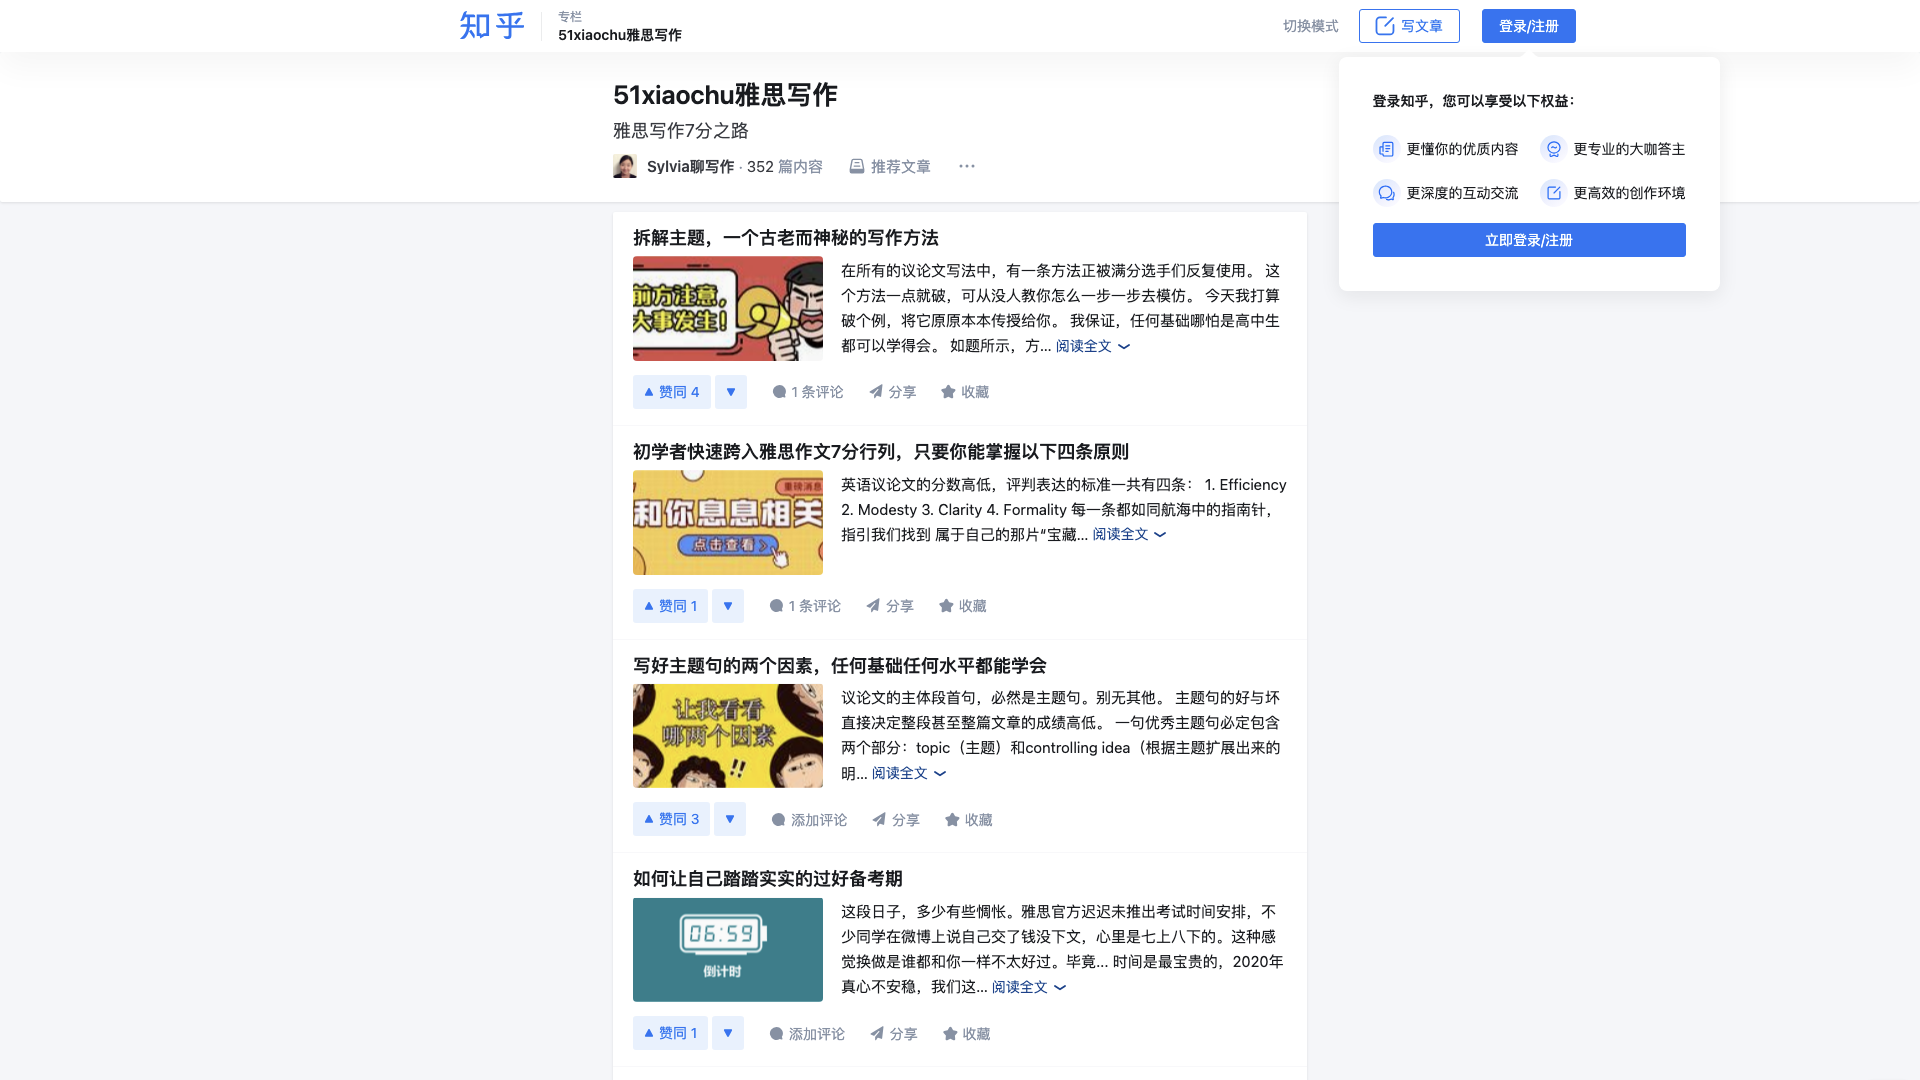 知乎
专栏
51xiaochu雅思写作
切换模式
写文章
登录/注册
51xiaochu雅思写作
雅思写作7分之路
Sylvia聊写作 · 352 篇内容
推荐文章
登录知乎，您可以享受以下权益：
更懂你的优质内容
更专业的大咖答主
更深度的互动交流
更高效的创作环境
立即登录/注册
拆解主题，一个古老而神秘的写作方法
前方注意，
大事发生！
在所有的议论文写法中，有一条方法正被满分选手们反复使用。 这
个方法一点就破，可从没人教你怎么一步一步去模仿。 今天我打算
破个例，将它原原本本传授给你。 我保证，任何基础哪怕是高中生
都可以学得会。 如题所示，方... 阅读全文
赞同 4
1 条评论
分享
收藏
初学者快速跨入雅思作文7分行列，只要你能掌握以下四条原则
重磅消息
和你息息相关
点击查看
英语议论文的分数高低，评判表达的标准一共有四条： 1. Efficiency
2. Modesty 3. Clarity 4. Formality 每一条都如同航海中的指南针，
指引我们找到 属于自己的那片“宝藏... 阅读全文
赞同 1
1 条评论
分享
收藏
写好主题句的两个因素，任何基础任何水平都能学会
让我看看
哪两个因素
!!
议论文的主体段首句，必然是主题句。别无其他。 主题句的好与坏
直接决定整段甚至整篇文章的成绩高低。 一句优秀主题句必定包含
两个部分：topic（主题）和controlling idea（根据主题扩展出来的
明... 阅读全文
赞同 3
添加评论
分享
收藏
如何让自己踏踏实实的过好备考期
06:59
倒计时
这段日子，多少有些惆怅。雅思官方迟迟未推出考试时间安排，不
少同学在微博上说自己交了钱没下文，心里是七上八下的。这种感
觉换做是谁都和你一样不太好过。毕竟... 时间是最宝贵的，2020年
真心不安稳，我们这... 阅读全文
赞同 1
添加评论
分享
收藏